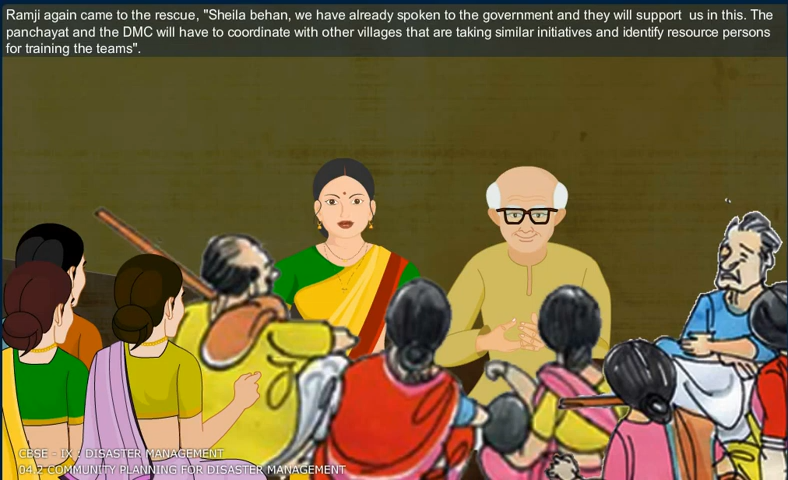 Ramji again came to the rescue, "Sheila behan, we have already spoken to the government and they will support  us in this. The
panchayat and the DMC will have to coordinate with other villages that are taking similar initiatives and identify resource persons
for training the teams".
CBSE - IX : DISASTER MANAGEMENT
04.2 COMMUNITY PLANNING FOR DISASTER MANAGEMENT